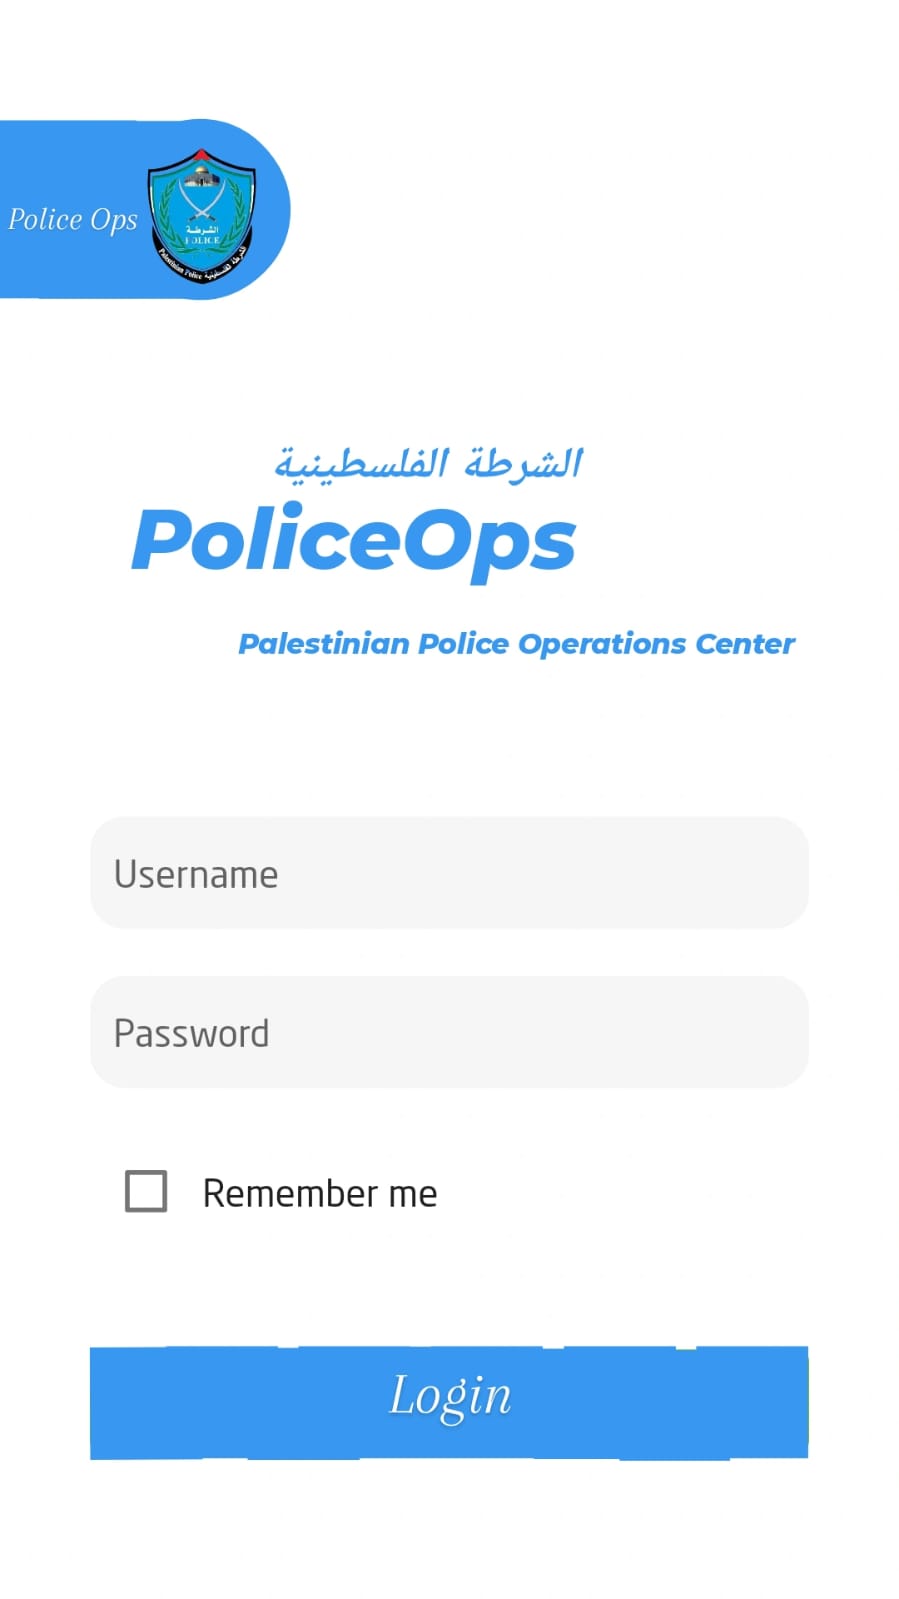 Police Ops
الشرطة
POLICE
Palestinian Police الشرطة الفلسطينية
الشرطة الفلسطينية
PoliceOps
Palestinian Police Operations Center
Username
Password
Remember me
Login